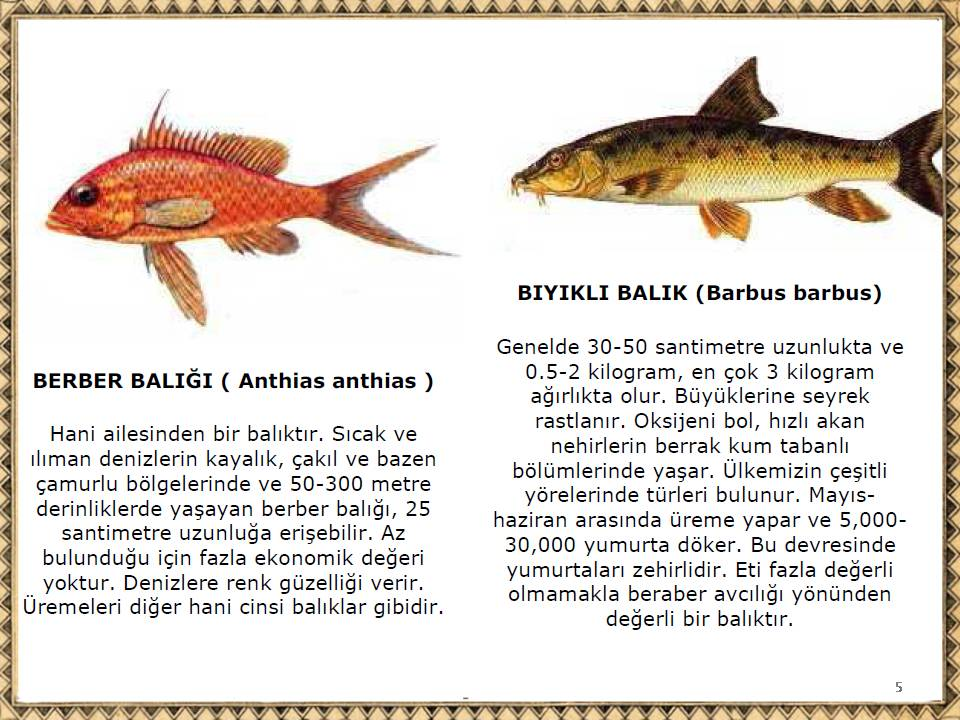 BERBER BALIĞI ( Anthias anthias )
Hani ailesinden bir balıktır. Sıcak ve
ılıman denizlerin kayalık, çakıl ve bazen
çamurlu bölgelerinde ve 50-300 metre
derinliklerde yaşayan berber balığı, 25
santimetre uzunluğa erişebilir. Az
bulunduğu için fazla ekonomik değeri
yoktur. Denizlere renk güzelliği verir.
Üremeleri diğer hani cinsi balıklar gibidir.
BIYIKLI BALIK (Barbus barbus)
Genelde 30-50 santimetre uzunlukta ve
0.5-2 kilogram, en çok 3 kilogram
ağırlıkta olur. Büyüklerine seyrek
rastlanır. Oksijeni bol, hızlı akan
nehirlerin berrak kum tabanlı
bölümlerinde yaşar. Ülkemizin çeşitli
yörelerinde türleri bulunur. Mayıs-
haziran arasında üreme yapar ve 5,000-
30,000 yumurta döker. Bu devresinde
yumurtaları zehirlidir. Eti fazla değerli
olmamakla beraber avcılığı yönünden
değerli bir balıktır.
-
5